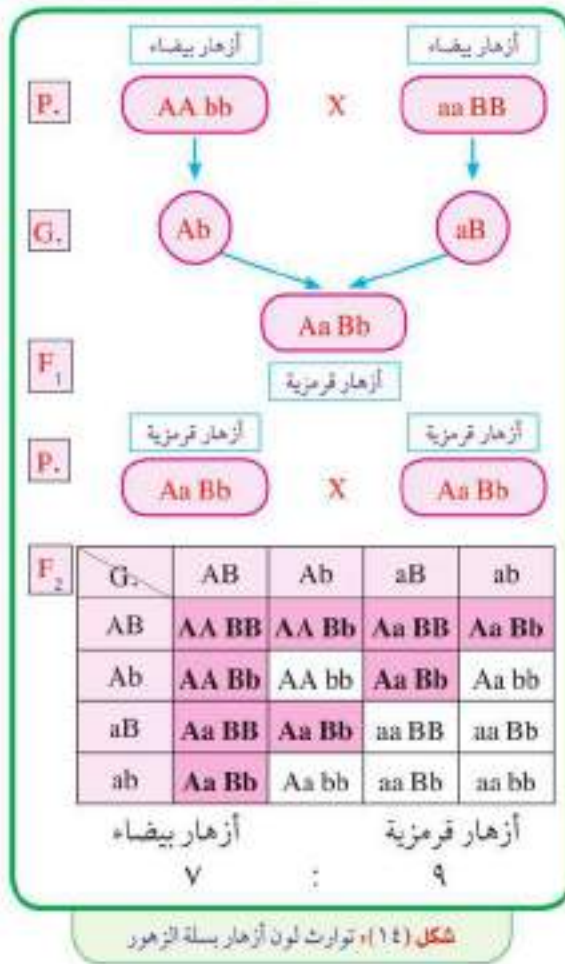 أزهار بيضاء أزهار بيضاء
P. AA bb X aa BB
G. Ab aB
Aa Bb
F1
أزهار قرمزية
أزهار قرمزية أزهار قرمزية
P. Aa Bb X Aa Bb
F2 G. AB Ab aB ab
AB AA BB AA Bb Aa BB Aa Bb
Ab AA Bb AA bb Aa Bb Aa bb
aB Aa BB Aa Bb aa BB aa Bb
ab Aa Bb Aa bb aa Bb aa bb
أزهار قرمزية أزهار بيضاء
٩ : ٧
شكل (١٤)، توارث لون أزهار بسلة الزهور